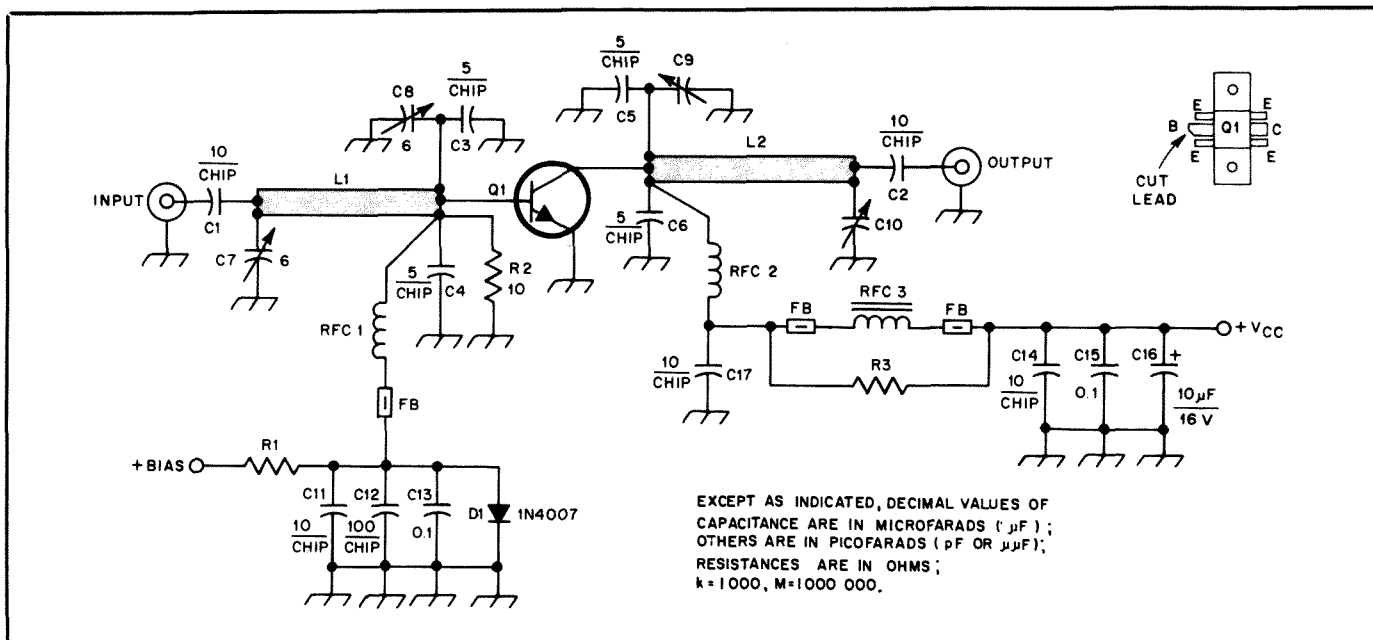 5
CHIP
C9
5
CHIP
C8
C5
6
C3
10
CHIP
L2
10
CHIP
L1
Q1
OUTPUT
C2
INPUT
C1
5
CHIP
C6
C10
C7
6
5
CHIP
C4
R2
10
RFC 2
RFC 1
FB
RFC 3
FB
+VCC
10
CHIP
C17
R3
C14
10
CHIP
C15
0.1
C16
+
10µF
16V
FB
R1
+BIAS
C11
10
CHIP
C12
100
CHIP
C13
0.1
D1
1N4007
E
E
B
Q1
C
E
E
CUT
LEAD
EXCEPT AS INDICATED, DECIMAL VALUES OF
CAPACITANCE ARE IN MICROFARADS (µF);
OTHERS ARE IN PICOFARADS (pF OR µµF);
RESISTANCES ARE IN OHMS;
k=1000, M=1000 000.